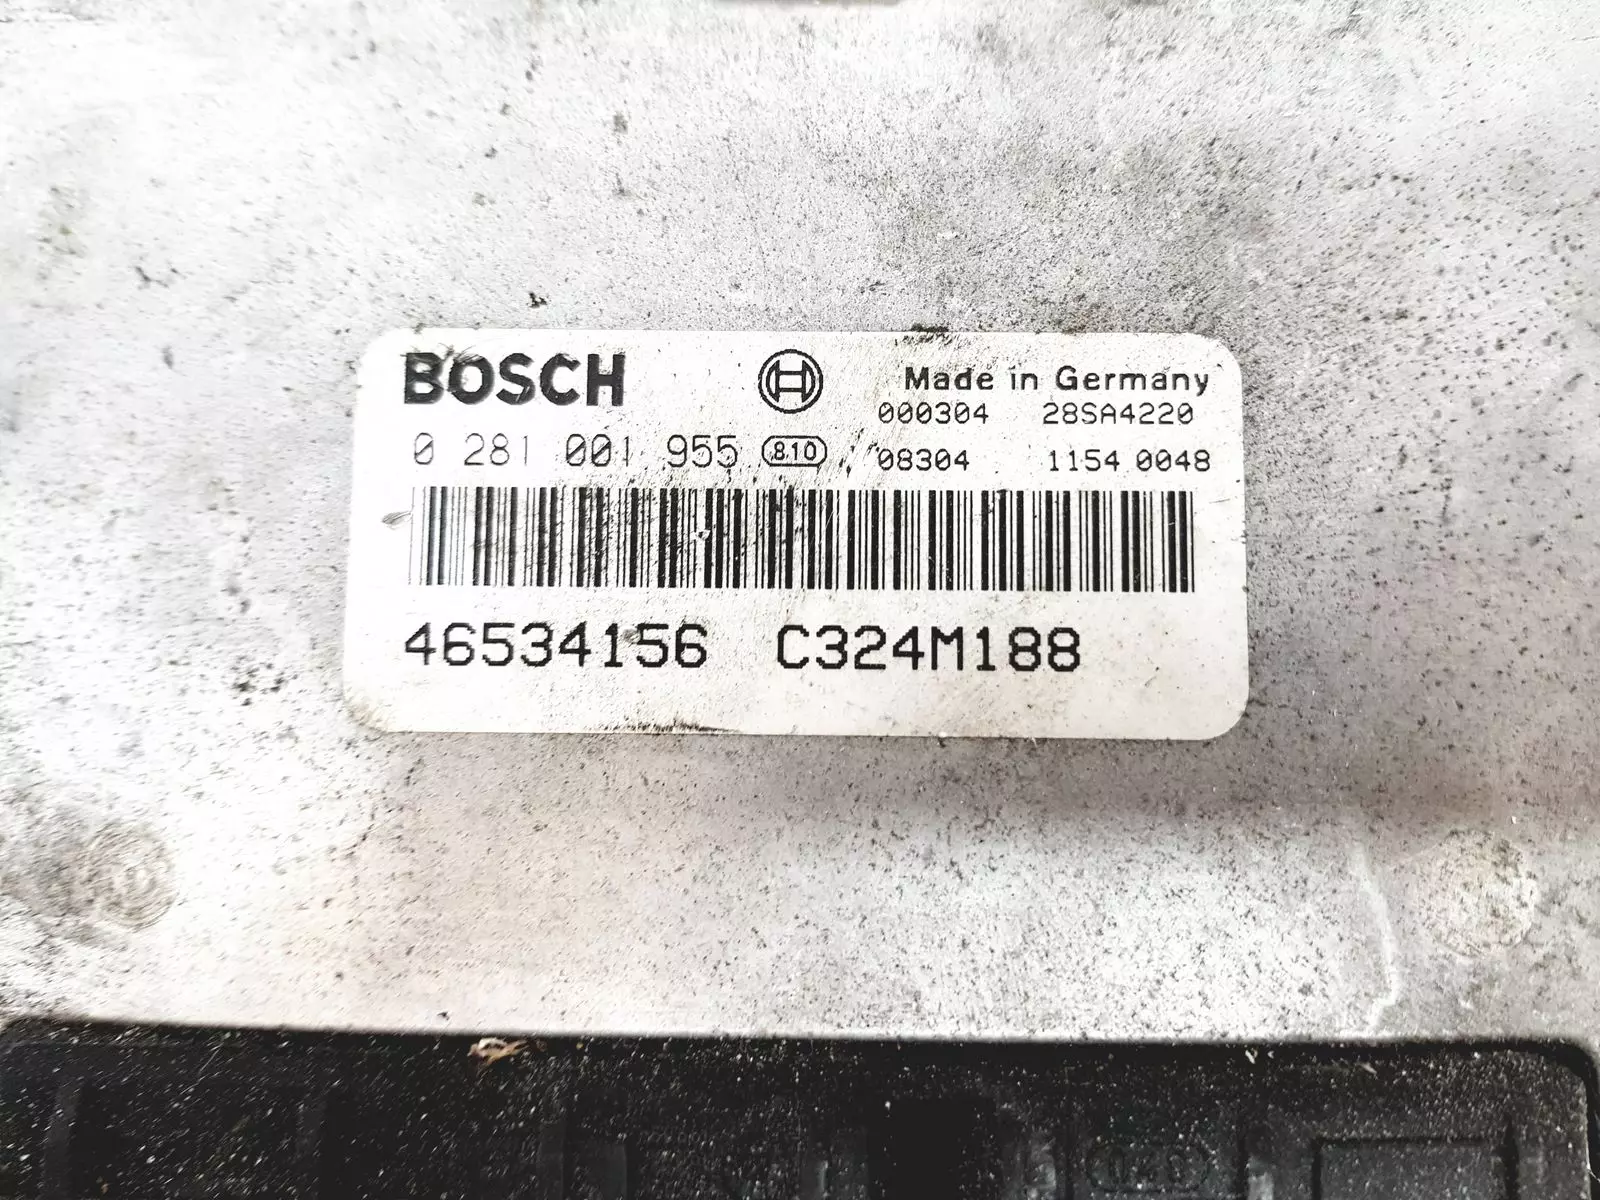 BOSCH
Made in Germany
000304 28SA4220
0 281 001 955 810 08304 1154 0048
46534156 C324M188